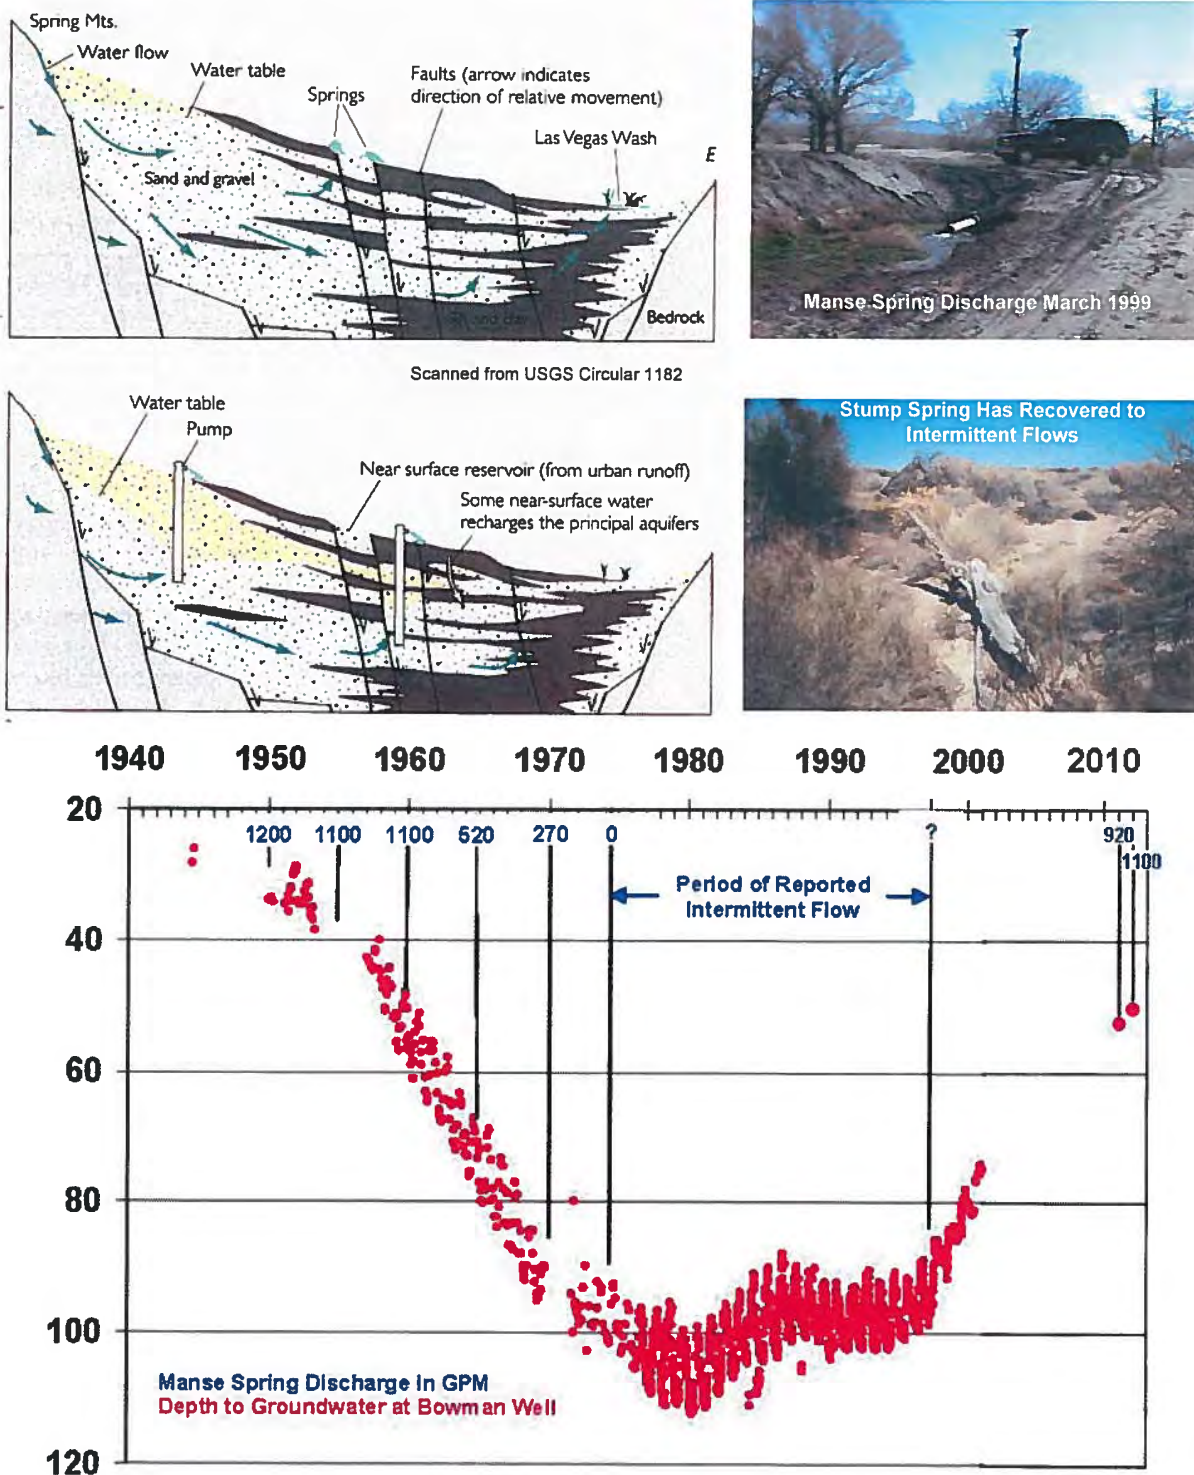 Spring Mts.
Water flow
Water table
Springs
Faults (arrow indicates
direction of relative movement)
Las Vegas Wash
E
Sand and gravel
Bedrock
Manse Spring Discharge March 1999
Scanned from USGS Circular 1182
Water table
Pump
Near surface reservoir (from urban runoff)
Some near-surface water
recharges the principal aquifers
Stump Spring Has Recovered to
Intermittent Flows
1940 1950 1960 1970 1980 1990 2000 2010
20
1200 1100 1100 520 270 0 ? 920
1100
Period of Reported
Intermittent Flow
40
60
80
100
Manse Spring Discharge in GPM
Depth to Groundwater at Bowman Well
120